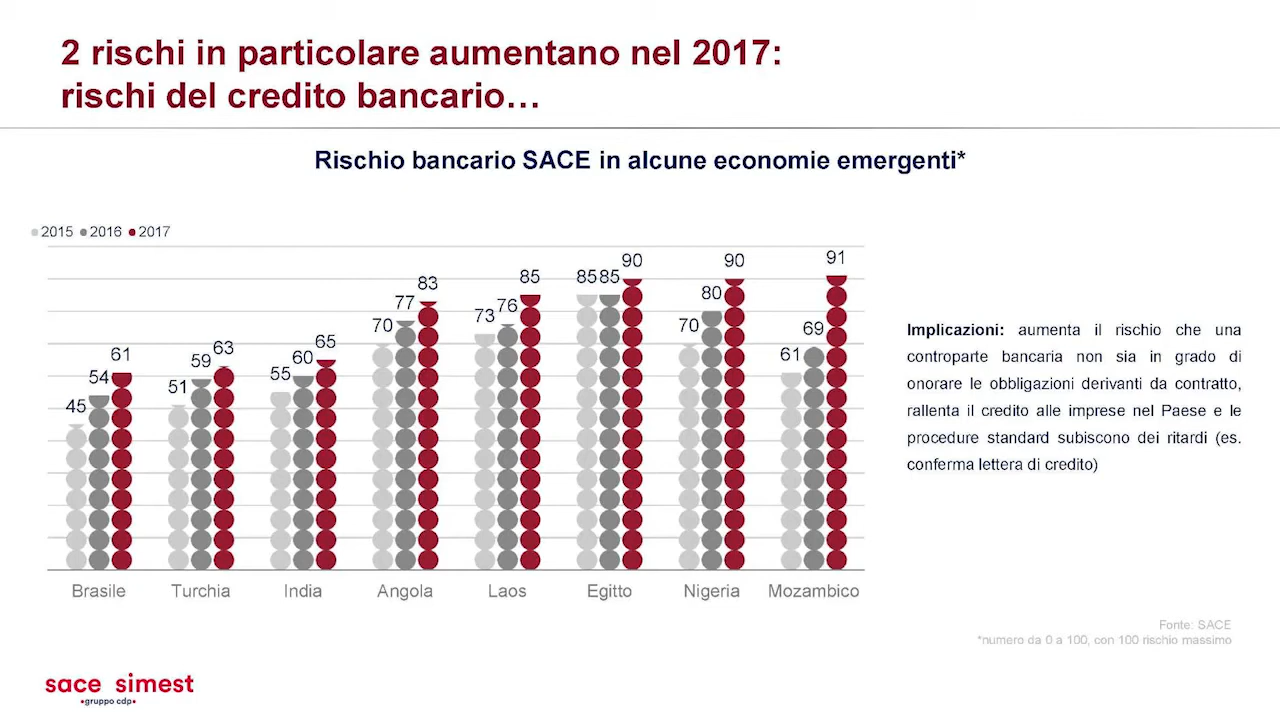 2 rischi in particolare aumentano nel 2017:
rischi del credito bancario…
Rischio bancario SACE in alcune economie emergenti*
2015 2016 2017
45 54 61
51 59 63
55 60 65
70 77 83
73 76 85
85 85 90
70 80 90
61 69 91
Brasile Turchia India Angola Laos Egitto Nigeria Mozambico
Implicazioni: aumenta il rischio che una
controparte bancaria non sia in grado di
onorare le obbligazioni derivanti da contratto,
rallenta il credito alle imprese nel Paese e le
procedure standard subiscono dei ritardi (es.
conferma lettera di credito)
Fonte: SACE
*numero da 0 a 100, con 100 rischio massimo
sace simest
gruppo cdp